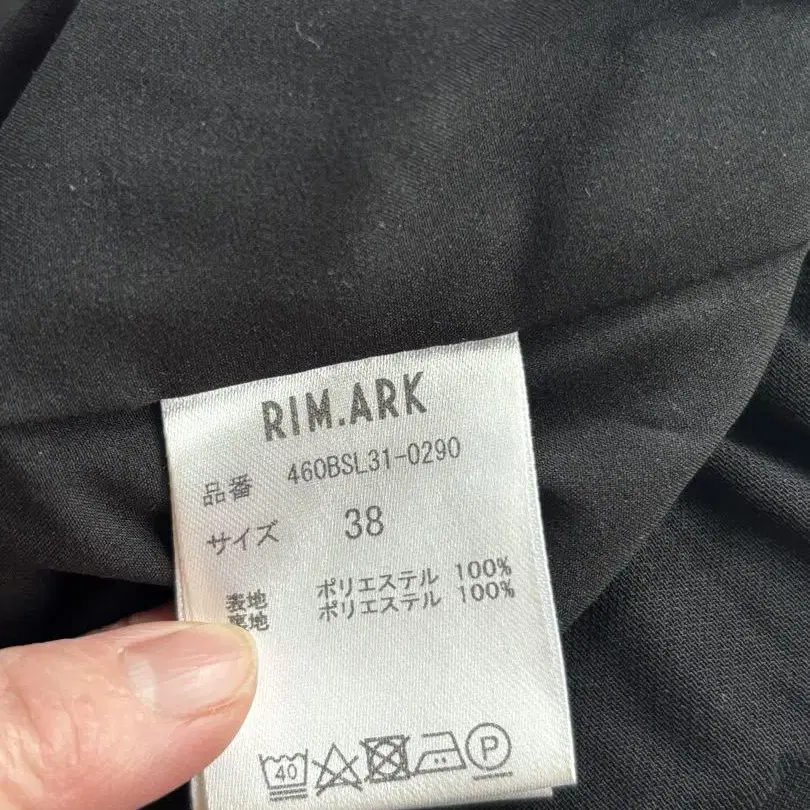 RIM.ARK
品番 460BSL31-0290
サイズ 38
表地 ポリエステル 100%
裏地 ポリエステル 100%
40 P